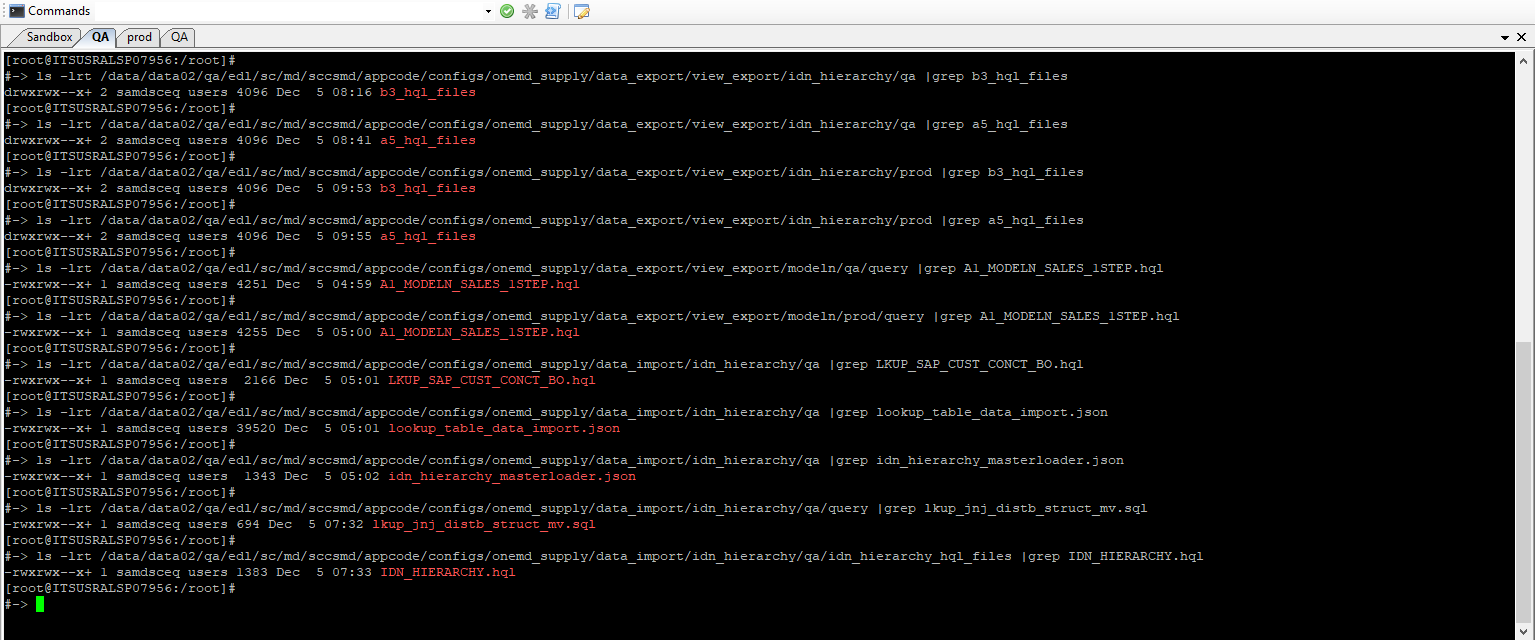 Commands
Sandbox QA prod QA
[root@ITSUSRALSP07956:/root]#
#-> ls -lrt /data/data02/qa/edl/sc/md/sccsmd/appcode/configs/onemd_supply/data_export/view_export/idn_hierarchy/qa |grep b3_hql_files
drwxrwx--x+ 2 samdsceq users 4096 Dec  5 08:16 b3_hql_files
[root@ITSUSRALSP07956:/root]#
#-> ls -lrt /data/data02/qa/edl/sc/md/sccsmd/appcode/configs/onemd_supply/data_export/view_export/idn_hierarchy/qa |grep a5_hql_files
drwxrwx--x+ 2 samdsceq users 4096 Dec  5 08:41 a5_hql_files
[root@ITSUSRALSP07956:/root]#
#-> ls -lrt /data/data02/qa/edl/sc/md/sccsmd/appcode/configs/onemd_supply/data_export/view_export/idn_hierarchy/prod |grep b3_hql_files
drwxrwx--x+ 2 samdsceq users 4096 Dec  5 09:53 b3_hql_files
[root@ITSUSRALSP07956:/root]#
#-> ls -lrt /data/data02/qa/edl/sc/md/sccsmd/appcode/configs/onemd_supply/data_export/view_export/idn_hierarchy/prod |grep a5_hql_files
drwxrwx--x+ 2 samdsceq users 4096 Dec  5 09:55 a5_hql_files
[root@ITSUSRALSP07956:/root]#
#-> ls -lrt /data/data02/qa/edl/sc/md/sccsmd/appcode/configs/onemd_supply/data_export/view_export/modeln/qa/query |grep A1_MODELN_SALES_1STEP.hql
-rwxrwx--x+ 1 samdsceq users 4251 Dec  5 04:59 A1_MODELN_SALES_1STEP.hql
[root@ITSUSRALSP07956:/root]#
#-> ls -lrt /data/data02/qa/edl/sc/md/sccsmd/appcode/configs/onemd_supply/data_export/view_export/modeln/prod/query |grep A1_MODELN_SALES_1STEP.hql
-rwxrwx--x+ 1 samdsceq users 4255 Dec  5 05:00 A1_MODELN_SALES_1STEP.hql
[root@ITSUSRALSP07956:/root]#
#-> ls -lrt /data/data02/qa/edl/sc/md/sccsmd/appcode/configs/onemd_supply/data_import/idn_hierarchy/qa |grep LKUP_SAP_CUST_CONCT_BO.hql
-rwxrwx--x+ 1 samdsceq users  2166 Dec  5 05:01 LKUP_SAP_CUST_CONCT_BO.hql
[root@ITSUSRALSP07956:/root]#
#-> ls -lrt /data/data02/qa/edl/sc/md/sccsmd/appcode/configs/onemd_supply/data_import/idn_hierarchy/qa |grep lookup_table_data_import.json
-rwxrwx--x+ 1 samdsceq users 39520 Dec  5 05:01 lookup_table_data_import.json
[root@ITSUSRALSP07956:/root]#
#-> ls -lrt /data/data02/qa/edl/sc/md/sccsmd/appcode/configs/onemd_supply/data_import/idn_hierarchy/qa |grep idn_hierarchy_masterloader.json
-rwxrwx--x+ 1 samdsceq users  1343 Dec  5 05:02 idn_hierarchy_masterloader.json
[root@ITSUSRALSP07956:/root]#
#-> ls -lrt /data/data02/qa/edl/sc/md/sccsmd/appcode/configs/onemd_supply/data_import/idn_hierarchy/qa/query |grep lkup_jnj_distb_struct_mv.sql
-rwxrwx--x+ 1 samdsceq users 694 Dec  5 07:32 lkup_jnj_distb_struct_mv.sql
[root@ITSUSRALSP07956:/root]#
#-> ls -lrt /data/data02/qa/edl/sc/md/sccsmd/appcode/configs/onemd_supply/data_import/idn_hierarchy/qa/idn_hierarchy_hql_files |grep IDN_HIERARCHY.hql
-rwxrwx--x+ 1 samdsceq users 1383 Dec  5 07:33 IDN_HIERARCHY.hql
[root@ITSUSRALSP07956:/root]#
#->